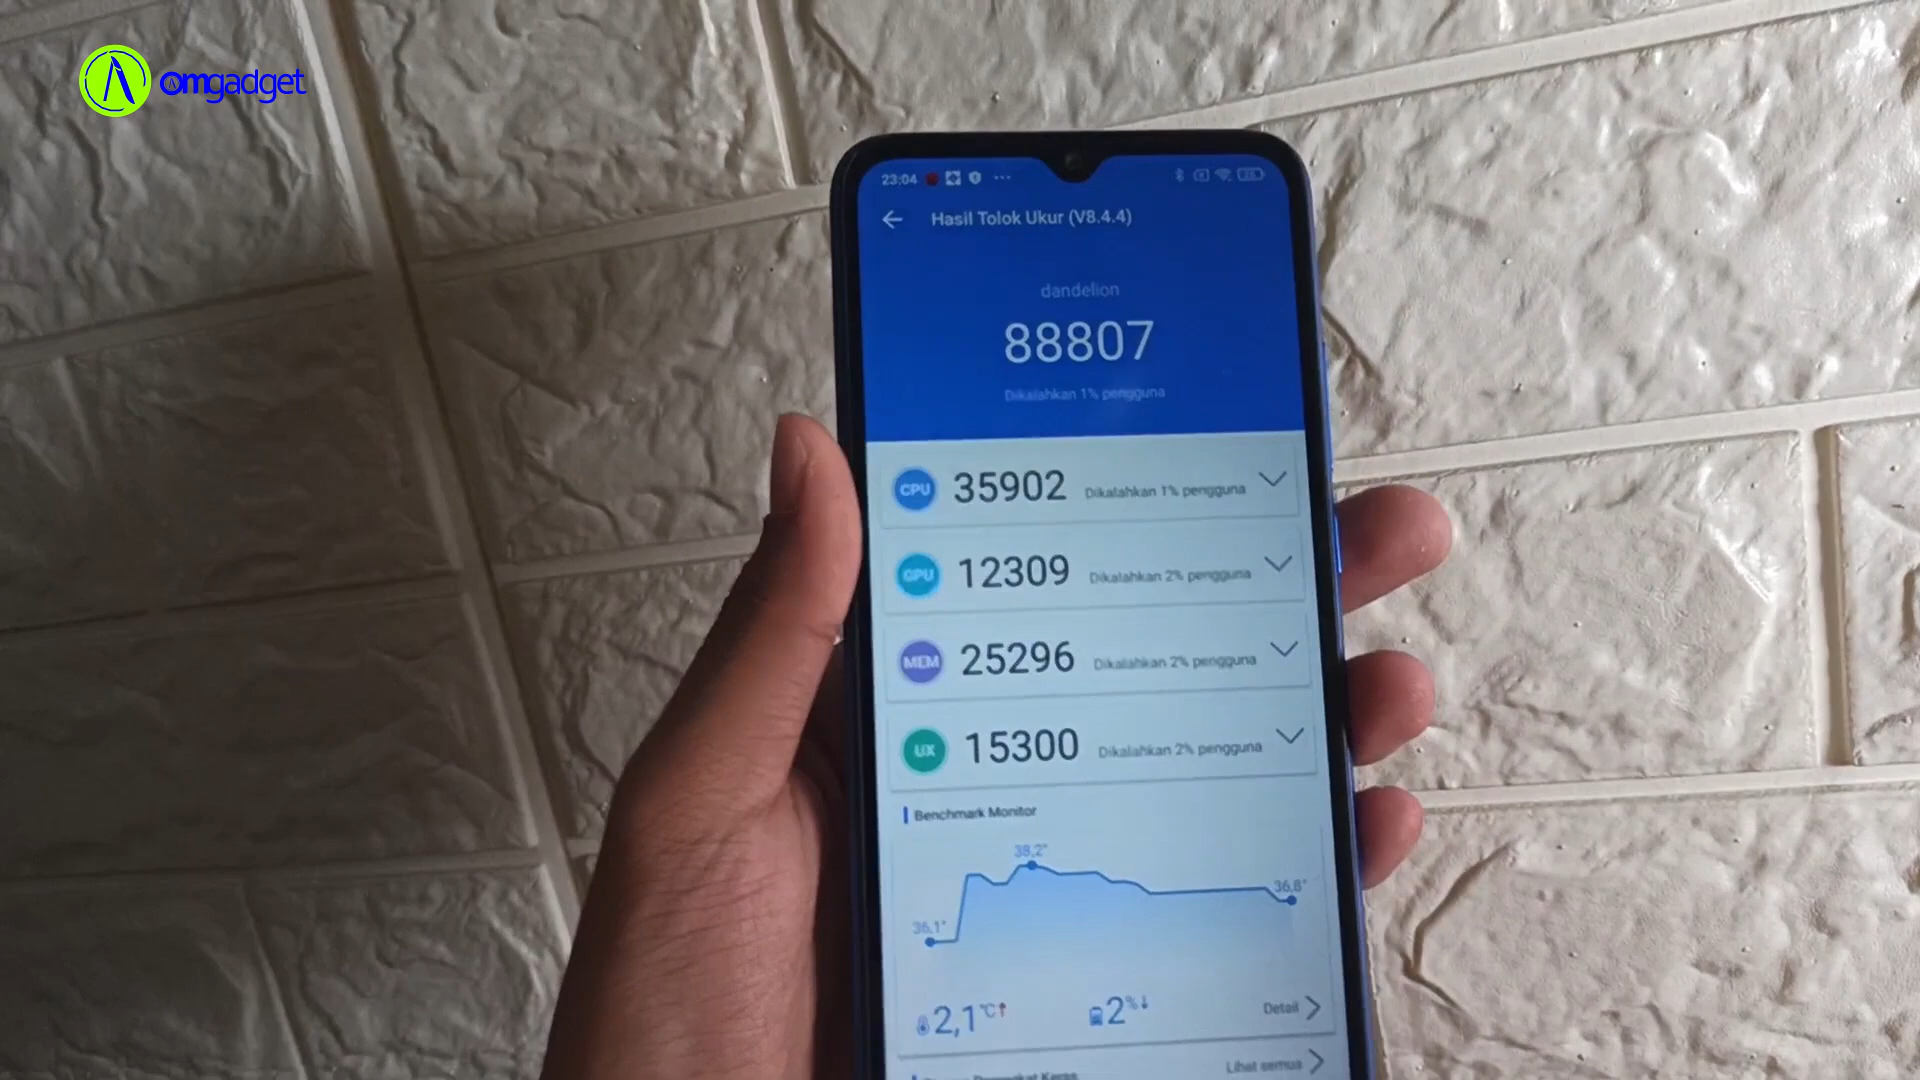 omgadget
23:04
Hasil Tolok Ukur (V8.4.4)
dandelion
88807
Dikalahkan 1% pengguna
CPU 35902 Dikalahkan 1% pengguna
GPU 12309 Dikalahkan 2% pengguna
MEM 25296 Dikalahkan 2% pengguna
UX 15300 Dikalahkan 2% pengguna
Benchmark Monitor
38,2°
36,8°
36,1°
2,1°C↑ 2%↓ Detail
Lihat semua